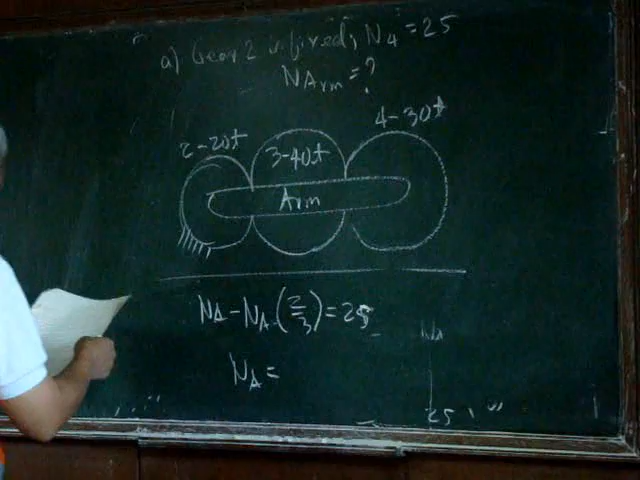 a) Gear 2 is fixed, N4 = 25
NArm = ?
4-30t
2-20t
3-40t
Arm
NA - NA (2/3) = 25
NA
NA =
25